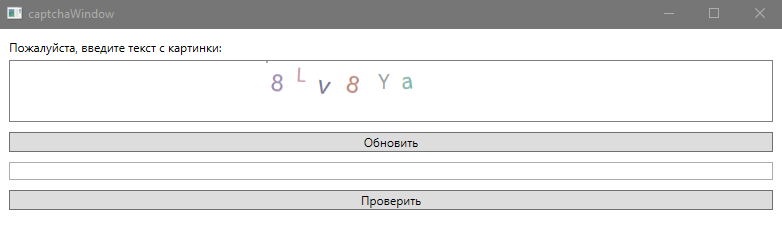 captchaWindow
Пожалуйста, введите текст с картинки:
8 L v 8 Y a
Обновить
Проверить